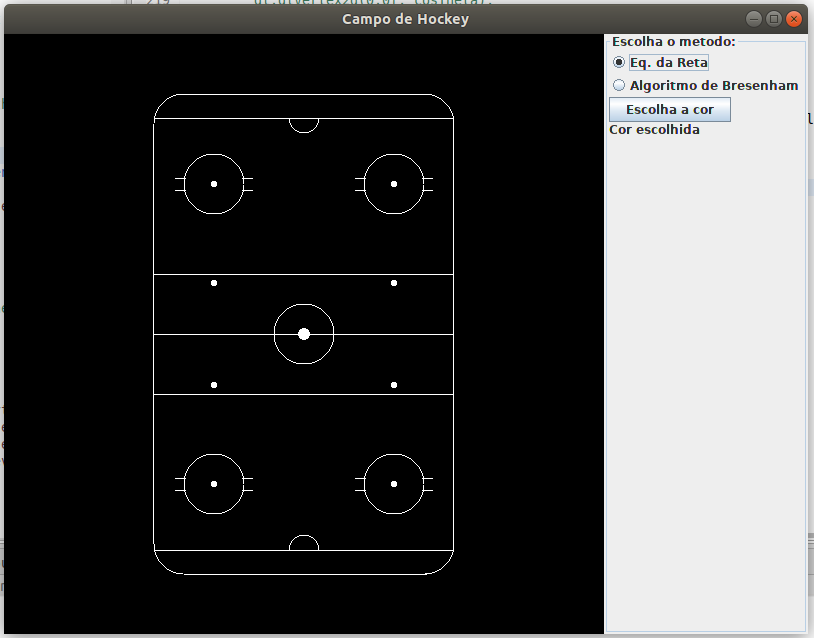 Campo de Hockey
Escolha o metodo:
Eq. da Reta
Algoritmo de Bresenham
Escolha a cor
Cor escolhida